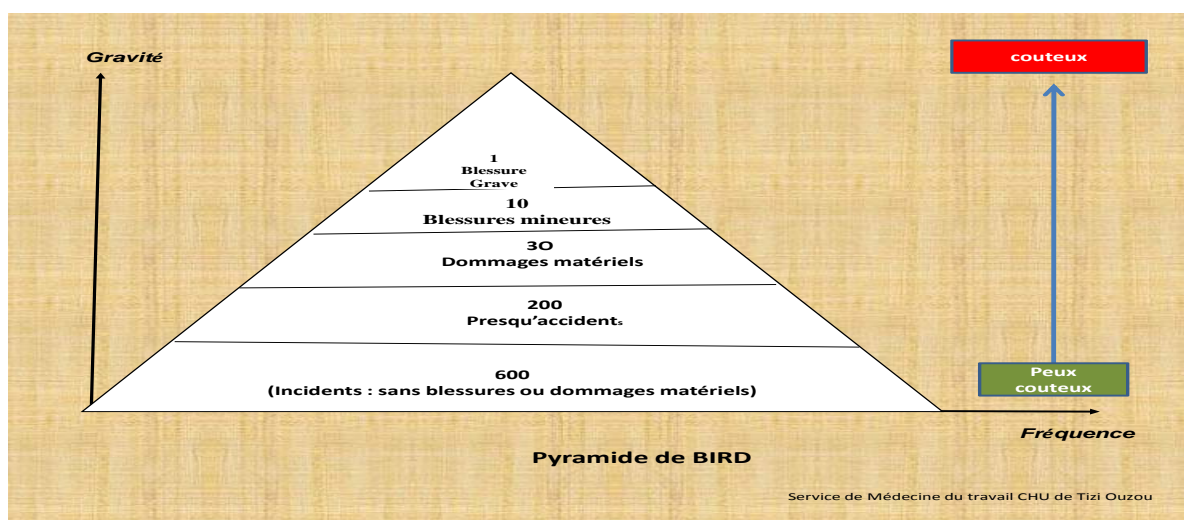 Gravité
couteux
1
Blessure
Grave
10
Blessures mineures
3O
Dommages matériels
200
Presqu’accidents
600
(Incidents : sans blessures ou dommages matériels)
Peux
couteux
Fréquence
Pyramide de BIRD
Service de Médecine du travail CHU de Tizi Ouzou